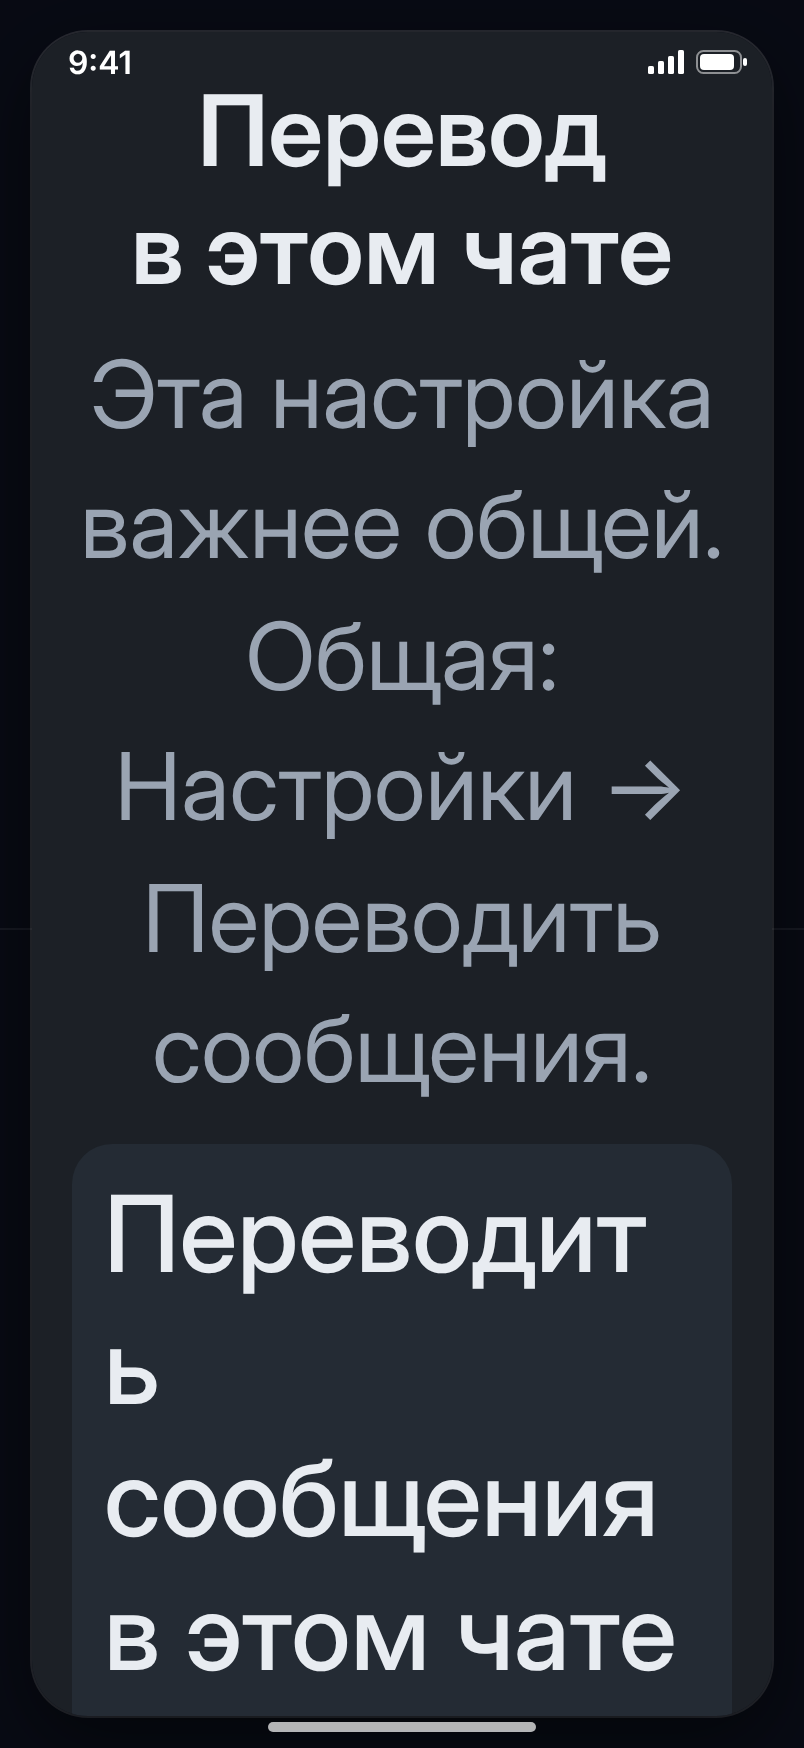 9:41
Перевод
в этом чате
Эта настройка
важнее общей.
Общая:
Настройки →
Переводить
сообщения.
Переводит
ь
сообщения
в этом чате